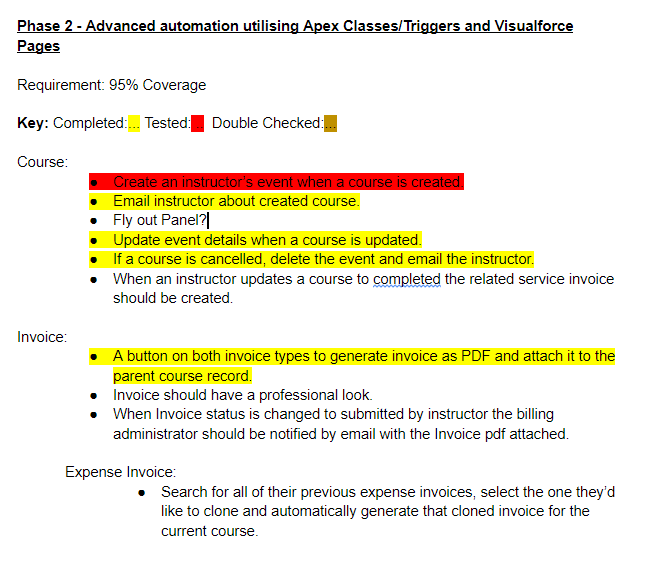 Phase 2 - Advanced automation utilising Apex Classes/Triggers and Visualforce
Pages
Requirement: 95% Coverage
Key: Completed:... Tested:... Double Checked:...
Course:
● Create an instructor's event when a course is created.
● Email instructor about created course.
● Fly out Panel?
● Update event details when a course is updated.
● If a course is cancelled, delete the event and email the instructor.
● When an instructor updates a course to completed the related service invoice
should be created.
Invoice:
● A button on both invoice types to generate invoice as PDF and attach it to the
parent course record.
● Invoice should have a professional look.
● When Invoice status is changed to submitted by instructor the billing
administrator should be notified by email with the Invoice pdf attached.
Expense Invoice:
● Search for all of their previous expense invoices, select the one they'd
like to clone and automatically generate that cloned invoice for the
current course.